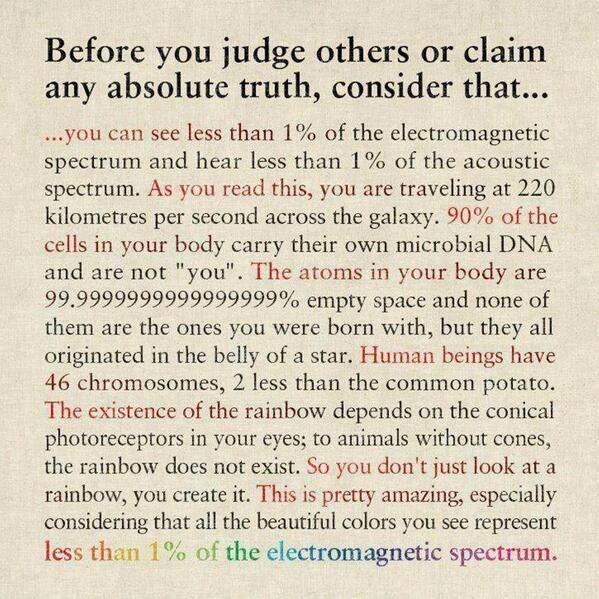 Before you judge others or claim
any absolute truth, consider that...
...you can see less than 1% of the electromagnetic
spectrum and hear less than 1% of the acoustic
spectrum. As you read this, you are traveling at 220
kilometres per second across the galaxy. 90% of the
cells in your body carry their own microbial DNA
and are not "you". The atoms in your body are
99.9999999999999999% empty space and none of
them are the ones you were born with, but they all
originated in the belly of a star. Human beings have
46 chromosomes, 2 less than the common potato.
The existence of the rainbow depends on the conical
photoreceptors in your eyes; to animals without cones,
the rainbow does not exist. So you don't just look at a
rainbow, you create it. This is pretty amazing, especially
considering that all the beautiful colors you see represent
less than 1% of the electromagnetic spectrum.